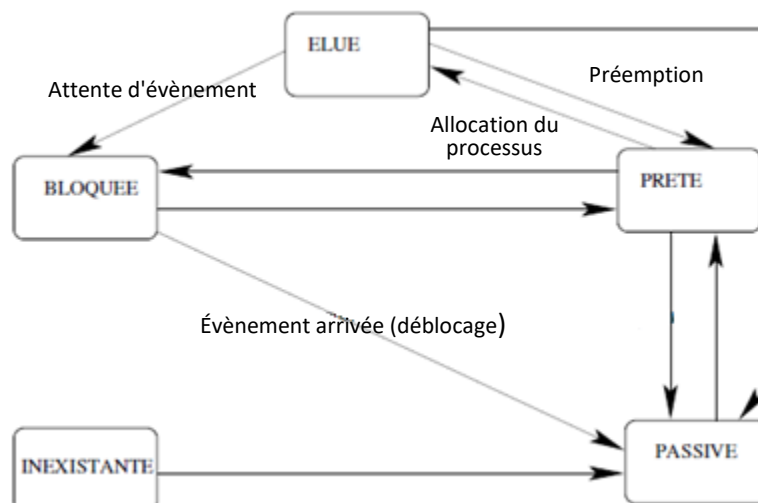 ELUE
Attente d'évènement
Préemption
Allocation du
processus
BLOQUEE
PRETE
Évènement arrivée (déblocage)
INEXISTANTE
PASSIVE